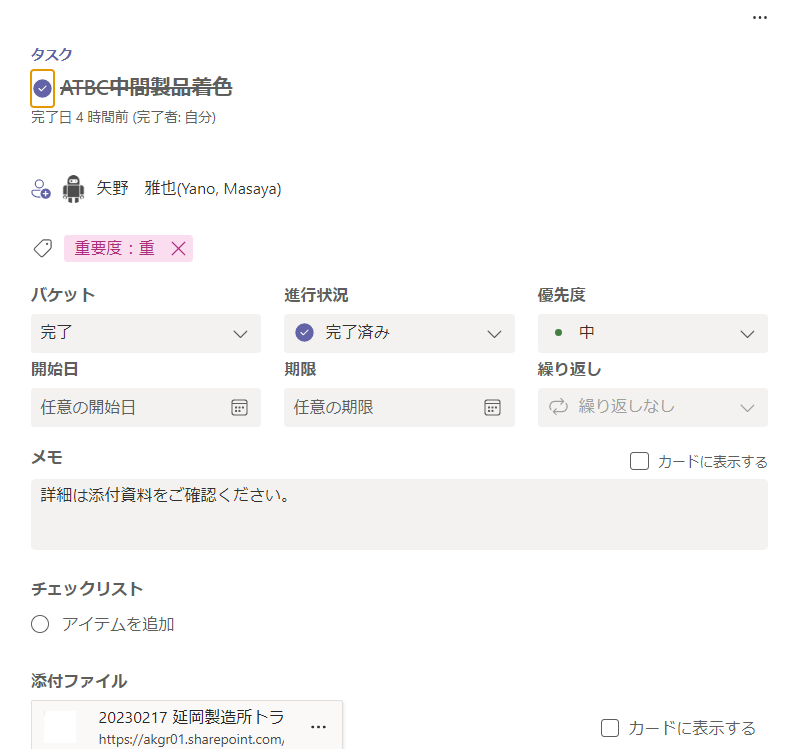 タスク
ATBC中間製品着色
完了日 4 時間前 (完了者: 自分)
矢野　雅也(Yano, Masaya)
重要度：重
バケット 進行状況 優先度
完了 完了済み 中
開始日 期限 繰り返し
任意の開始日 任意の期限 繰り返しなし
メモ カードに表示する
詳細は添付資料をご確認ください。
チェックリスト
アイテムを追加
添付ファイル
20230217 延岡製造所トラ
https://akgr01.sharepoint.com/
カードに表示する